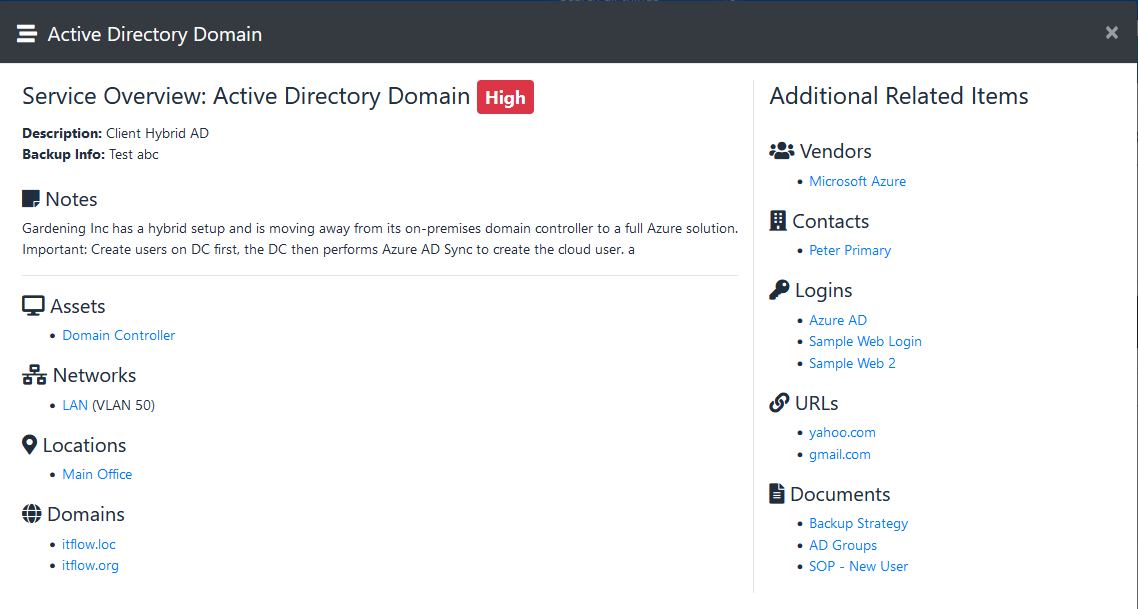 Active Directory Domain
×
Service Overview: Active Directory Domain High
Description: Client Hybrid AD
Backup Info: Test abc
Notes
Gardening Inc has a hybrid setup and is moving away from its on-premises domain controller to a full Azure solution.
Important: Create users on DC first, the DC then performs Azure AD Sync to create the cloud user. a
Assets
• Domain Controller
Networks
• LAN (VLAN 50)
Locations
• Main Office
Domains
• itflow.loc
• itflow.org
Additional Related Items
Vendors
• Microsoft Azure
Contacts
• Peter Primary
Logins
• Azure AD
• Sample Web Login
• Sample Web 2
URLs
• yahoo.com
• gmail.com
Documents
• Backup Strategy
• AD Groups
• SOP - New User